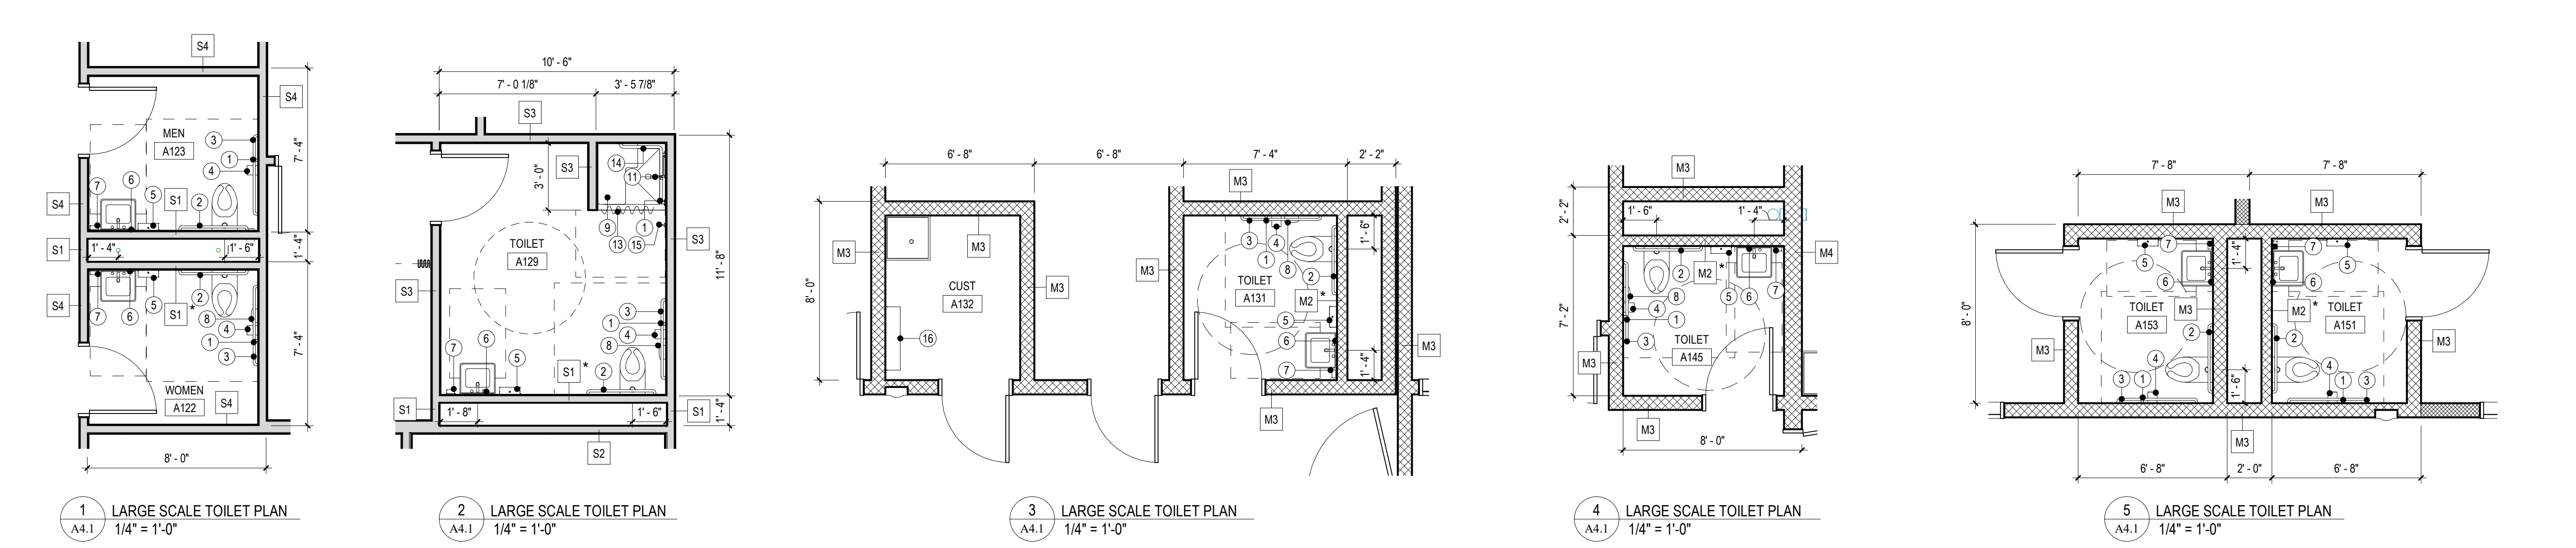 S4
S4
7' - 4"
MEN
A123
3
1
4
7
6
5
S1
2
S4
S1
1' - 4"
1' - 6"
1' - 4"
S4
7
6
5
S1 *
2
8
4
1
3
7' - 4"
WOMEN
A122
S4
8' - 0"
1
A4.1
LARGE SCALE TOILET PLAN
1/4" = 1'-0"
10' - 6"
7' - 0 1/8"
3' - 5 7/8"
S3
S3
3' - 0"
14
11
9
13
1
15
S3
TOILET
A129
S3
11' - 8"
3
1
4
8
7
6
5
S1 *
2
S1
1' - 8"
1' - 6"
S1
1' - 4"
S2
2
A4.1
LARGE SCALE TOILET PLAN
1/4" = 1'-0"
6' - 8"
6' - 8"
7' - 4"
2' - 2"
M3
M3
M3
M3
M3
8' - 0"
CUST
A132
16
3
1
4
8
2
1' - 6"
TOILET
A131
M2 *
5
6
7
1' - 4"
M3
M3
3
A4.1
LARGE SCALE TOILET PLAN
1/4" = 1'-0"
M3
2' - 2"
1' - 6"
1' - 4"
M4
7' - 2"
2
M2 *
5
6
7
8
4
1
3
TOILET
A145
M3
M3
8' - 0"
4
A4.1
LARGE SCALE TOILET PLAN
1/4" = 1'-0"
7' - 8"
7' - 8"
M3
M3
8' - 0"
7
5
6
1' - 4"
7
5
6
TOILET
A153
M3
M2 *
TOILET
A151
2
2
M3
M3
4
3
1
1' - 6"
4
1
3
M3
6' - 8"
2' - 0"
6' - 8"
5
A4.1
LARGE SCALE TOILET PLAN
1/4" = 1'-0"